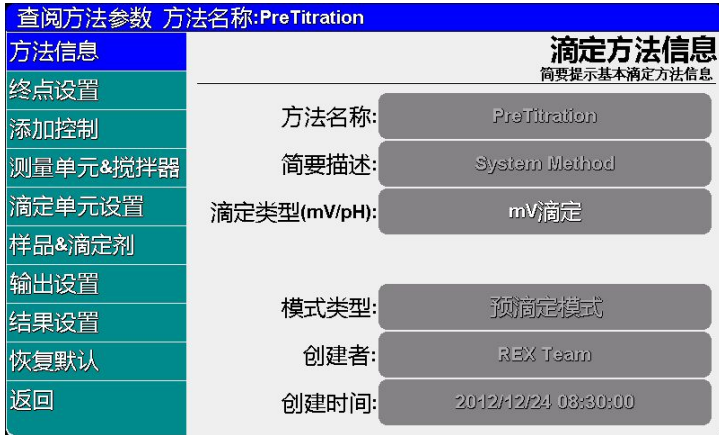 查阅方法参数 方法名称:PreTitration
方法信息
终点设置
添加控制
测量单元&搅拌器
滴定单元设置
样品&滴定剂
输出设置
结果设置
恢复默认
返回
滴定方法信息
简要提示基本滴定方法信息
方法名称: PreTitration
简要描述: System Method
滴定类型(mV/pH): mV滴定
模式类型: 预滴定模式
创建者: REX Team
创建时间: 2012/12/24 08:30:00